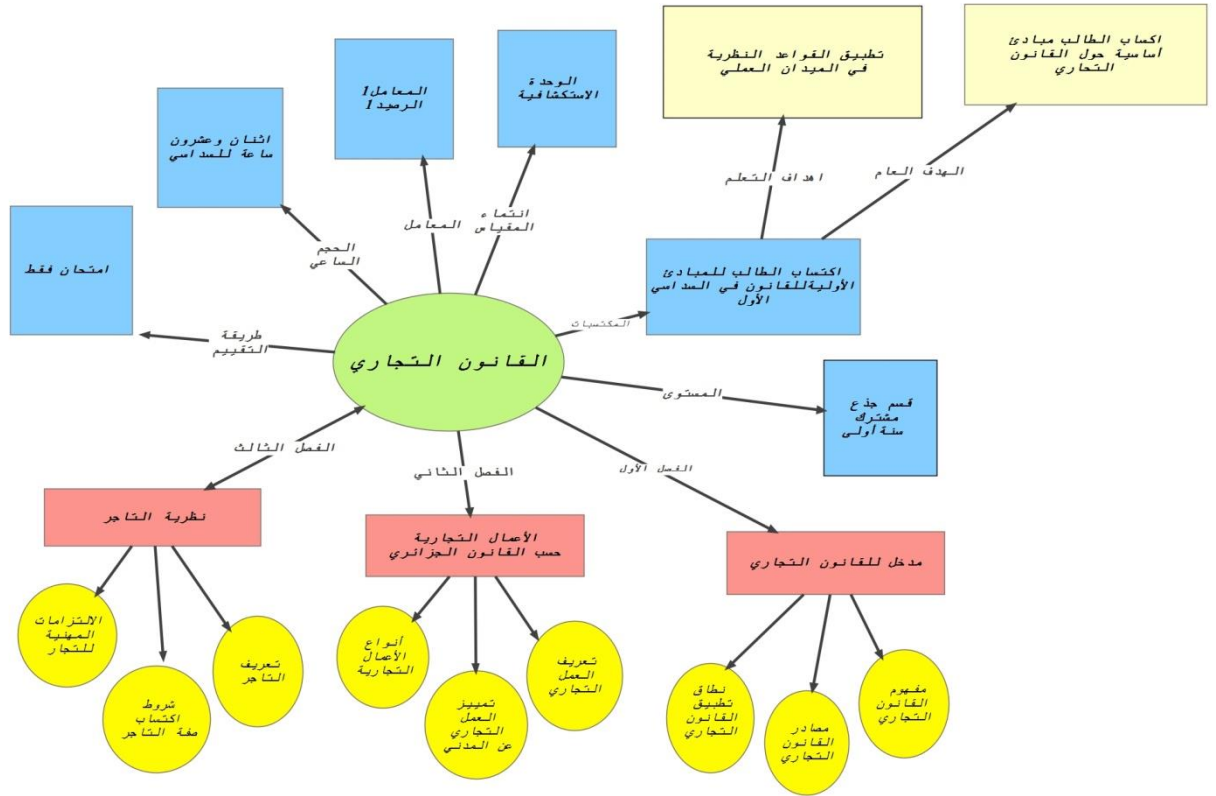 تطبيق القواعد النظرية
في الميدان العملي
اكساب الطالب مبادئ
أساسية حول القانون
التجاري
الوحدة
الاستكشافية
المعامل1
الرصيد1
اثنان وعشرون
ساعة للسداسي
امتحان فقط
اهداف التعلم
الهدف العام
انتماء
المقياس
المعامل
الحجم
الساعي
طريقة
التقييم
اكتساب الطالب للمبادئ
الأوليةللقانون في السداسي
الأول
المكتسبات
القانون التجاري
المستوى
قسم جذع
مشترك
سنةأولى
الفصل الأول
الفصل الثاني
الفصل الثالث
مدخل للقانون التجاري
الأعمال التجارية
حسب القانون الجزائري
نظرية التاجر
مفهوم
القانون
التجاري
مصادر
القانون
التجاري
نطاق
تطبيق
القانون
التجاري
تعريف
العمل
التجاري
تمييز
العمل
التجاري
عن المدني
أنواع
الأعمال
التجارية
تعريف
التاجر
شروط
اكتساب
صفة التاجر
الالتزامات
المهنية
للتجار